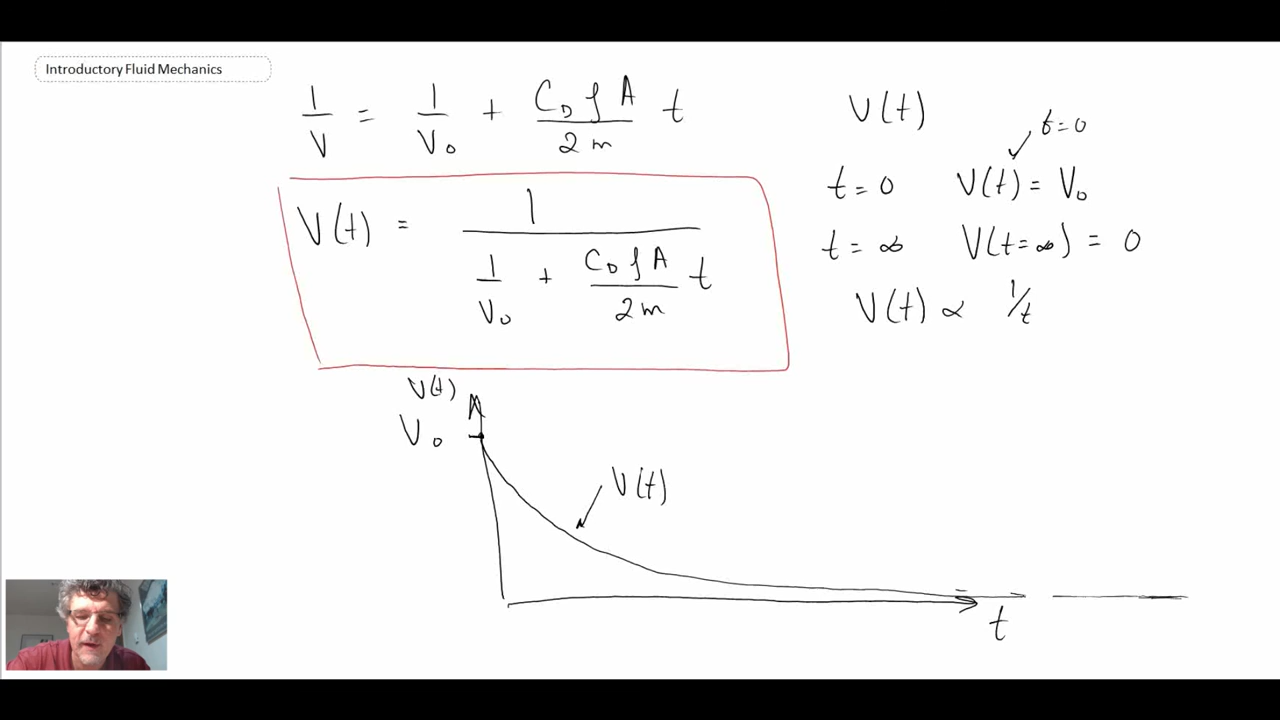 Introductory Fluid Mechanics
1/V = 1/V₀ + (C_D ρ A)/(2m) t
V(t) = 1/(1/V₀ + (C_D ρ A)/(2m) t)
V(t)
t=0
t = 0 V(t) = V₀
t = ∞ V(t=∞) = 0
V(t) ∝ 1/t
V(t)
V₀
V(t)
t